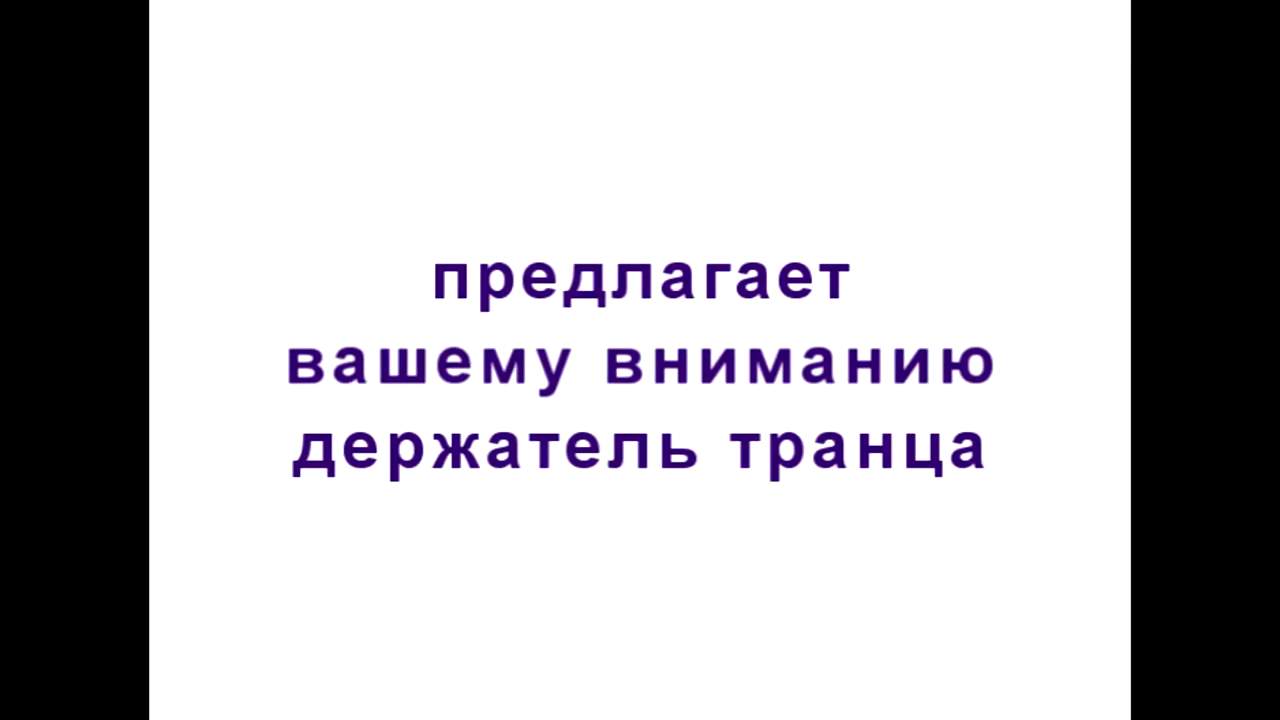 предлагает
вашему вниманию
держатель транца